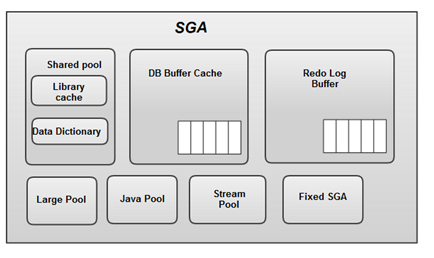 SGA
Shared pool
Library
cache
Data Dictionary
DB Buffer Cache
Redo Log
Buffer
Large Pool
Java Pool
Stream
Pool
Fixed SGA